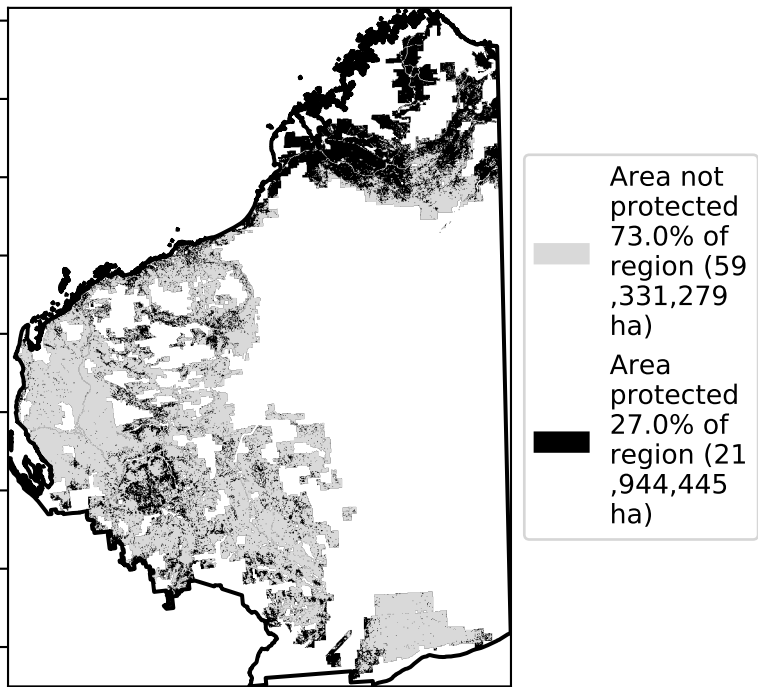 Area not
protected
73.0% of
region (59
,331,279
ha)
Area
protected
27.0% of
region (21
,944,445
ha)